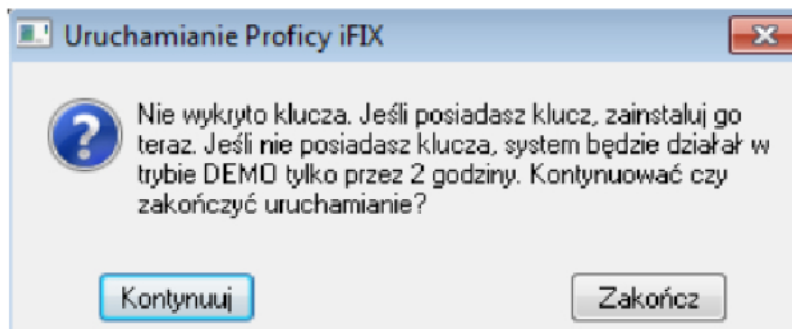 Uruchamianie Proficy iFIX
Nie wykryto klucza. Jeśli posiadasz klucz, zainstaluj go
teraz. Jeśli nie posiadasz klucza, system będzie działał w
trybie DEMO tylko przez 2 godziny. Kontynuować czy
zakończyć uruchamianie?
Kontynuuj Zakończ